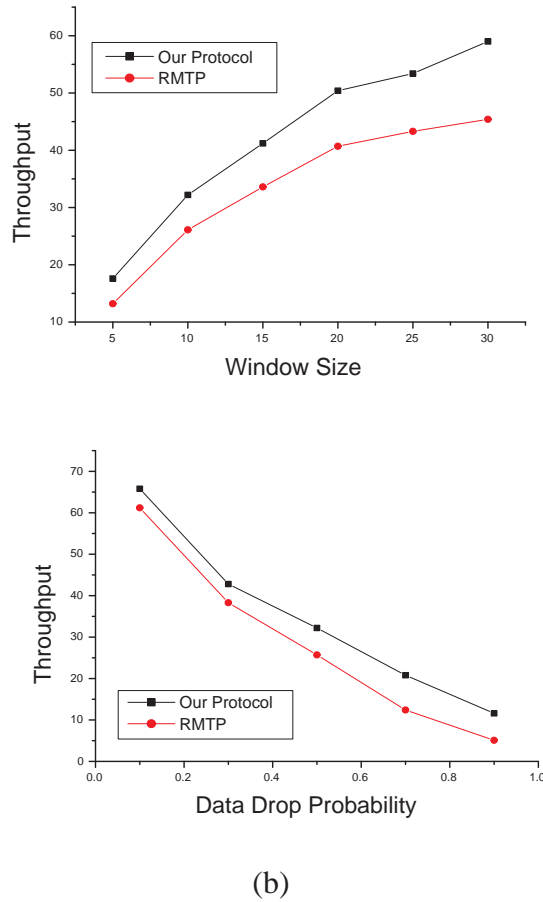 60
50
40
30
20
10
Throughput
Our Protocol
RMTP
5 10 15 20 25 30
Window Size
70
60
50
40
30
20
10
0
Throughput
Our Protocol
RMTP
0.0 0.2 0.4 0.6 0.8 1.0
Data Drop Probability
(b)